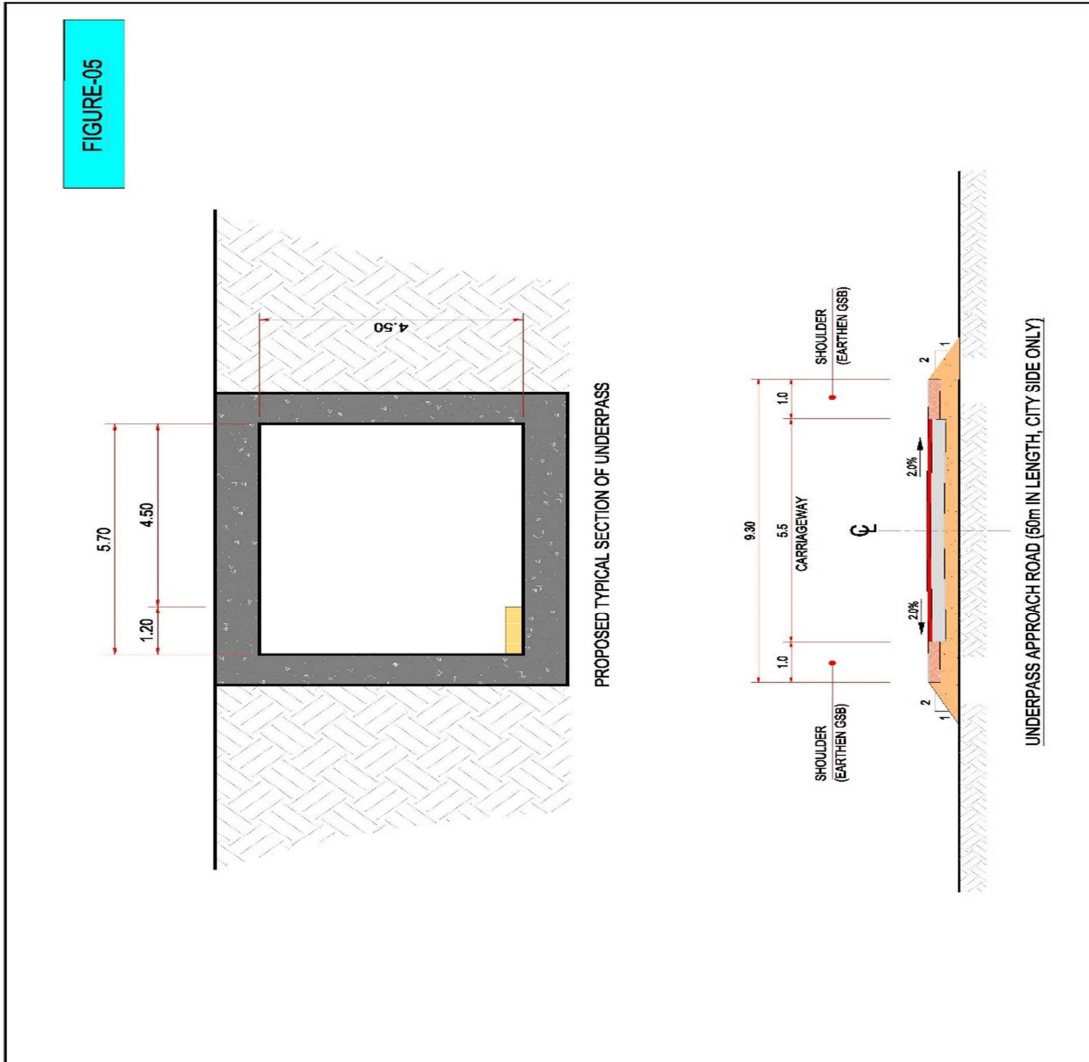 FIGURE-05
5.70
1.20
4.50
4.50
PROPOSED TYPICAL SECTION OF UNDERPASS
9.30
1.0
5.5
1.0
CARRIAGEWAY
SHOULDER
(EARTHEN GSB)
SHOULDER
(EARTHEN GSB)
CL
2.0%
2.0%
2
1
2
1
UNDERPASS APPROACH ROAD (50m IN LENGTH, CITY SIDE ONLY)